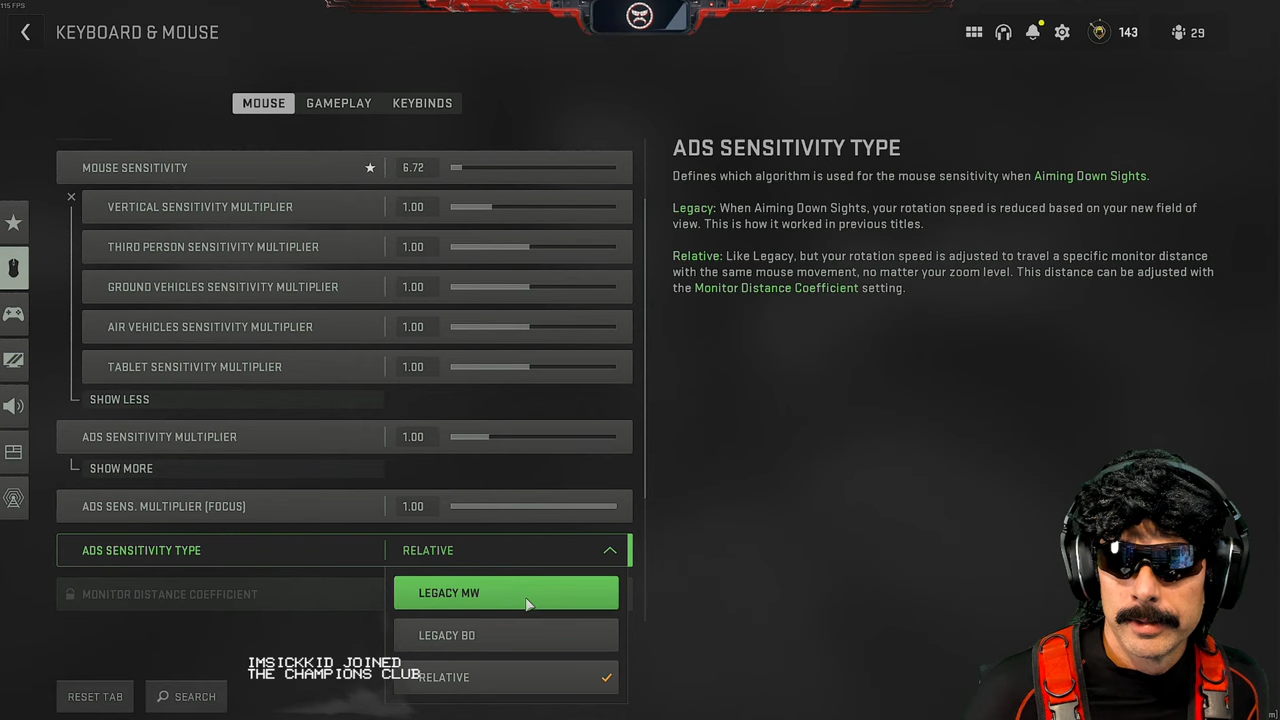 115 FPS
KEYBOARD & MOUSE
143
29
MOUSE
GAMEPLAY
KEYBINDS
MOUSE SENSITIVITY
6.72
VERTICAL SENSITIVITY MULTIPLIER
1.00
THIRD PERSON SENSITIVITY MULTIPLIER
1.00
GROUND VEHICLES SENSITIVITY MULTIPLIER
1.00
AIR VEHICLES SENSITIVITY MULTIPLIER
1.00
TABLET SENSITIVITY MULTIPLIER
1.00
SHOW LESS
ADS SENSITIVITY MULTIPLIER
1.00
SHOW MORE
ADS SENS. MULTIPLIER (FOCUS)
1.00
ADS SENSITIVITY TYPE
RELATIVE
MONITOR DISTANCE COEFFICIENT
LEGACY MW
LEGACY BO
RELATIVE
IMSICKKID JOINED
THE CHAMPIONS CLUB
RESET TAB
SEARCH
ADS SENSITIVITY TYPE
Defines which algorithm is used for the mouse sensitivity when Aiming Down Sights.
Legacy: When Aiming Down Sights, your rotation speed is reduced based on your new field of
view. This is how it worked in previous titles.
Relative: Like Legacy, but your rotation speed is adjusted to travel a specific monitor distance
with the same mouse movement, no matter your zoom level. This distance can be adjusted with
the Monitor Distance Coefficient setting.